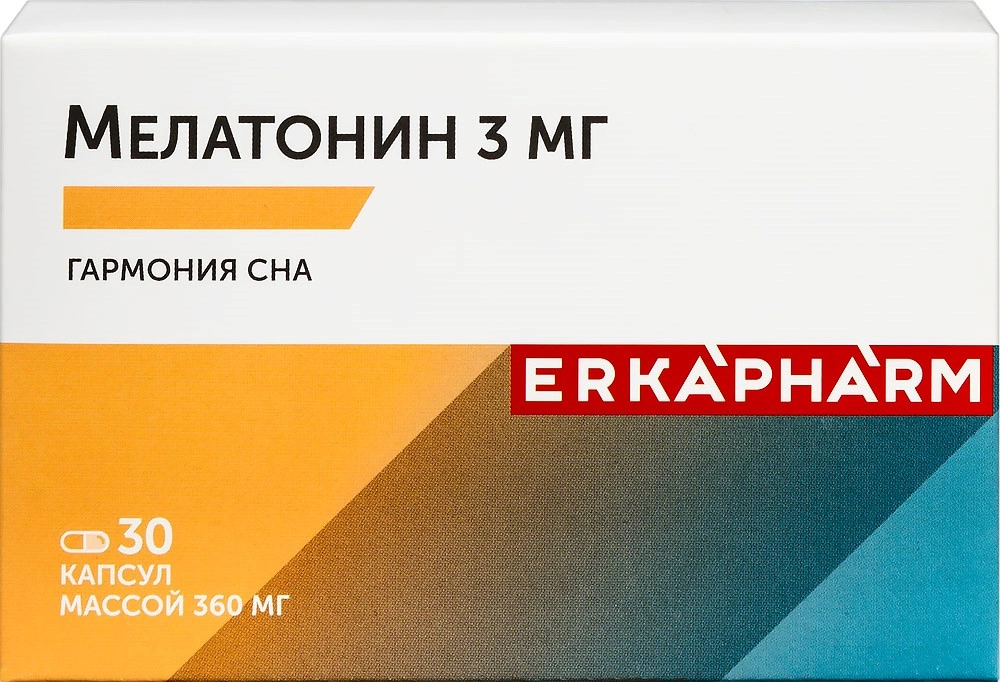 Мелатонин 3 мг
ГАРМОНИЯ СНА
ERKAPHARM
30
КАПСУЛ
МАССОЙ 360 МГ